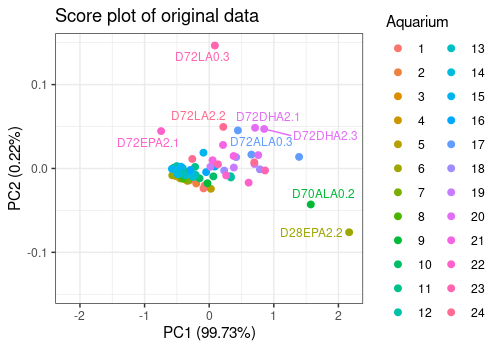 Score plot of original data
Aquarium
D72LA0.3
D72LA2.2
D72DHA2.1
D72EPA2.1
D72ALA0.3
D72DHA2.3
D70ALA0.2
D28EPA2.2
0.1
0.0
-0.1
PC2 (0.22%)
-2 -1 0 1 2
PC1 (99.73%)
1 13
2 14
3 15
4 16
5 17
6 18
7 19
8 20
9 21
10 22
11 23
12 24